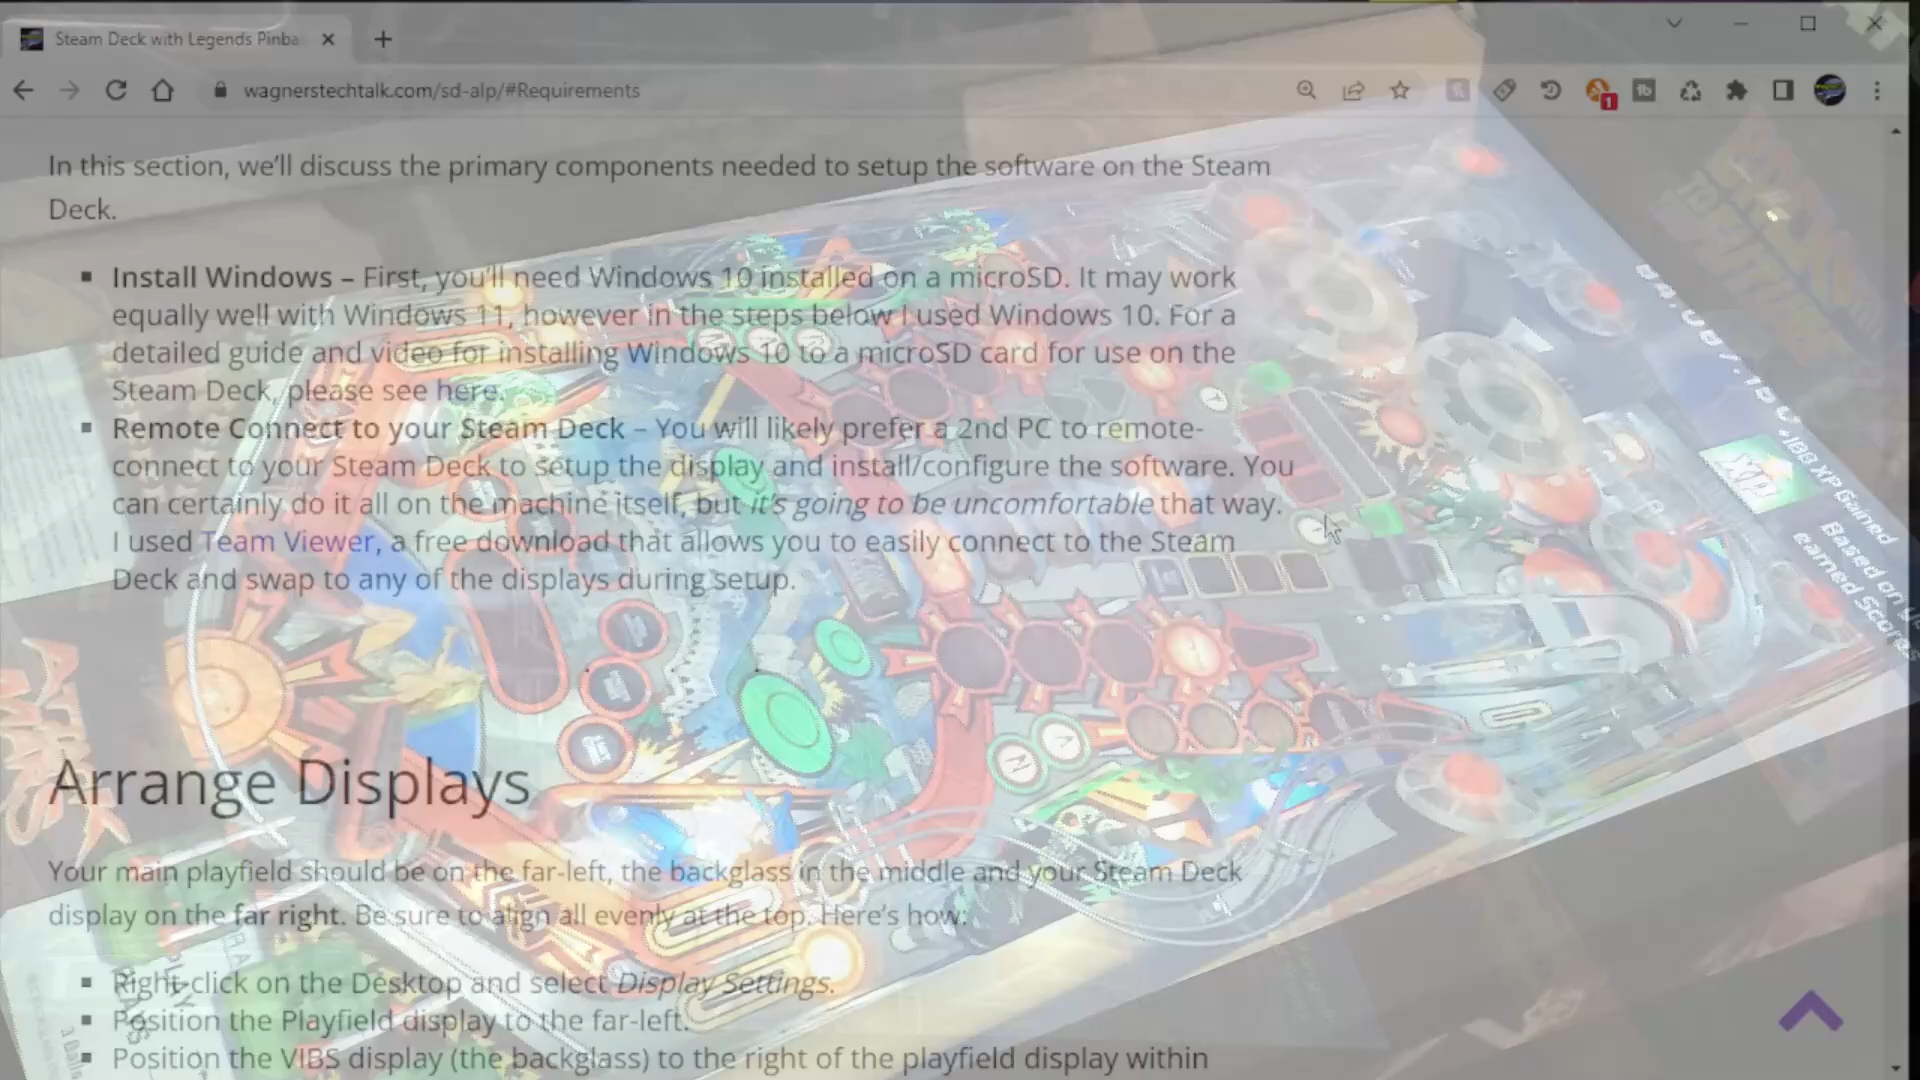 Steam Deck with Legends Pinba
wagnerstechtalk.com/sd-alp/#Requirements
1
In this section, we'll discuss the primary components needed to setup the software on the Steam
Deck.
Install Windows – First, you'll need Windows 10 installed on a microSD. It may work
equally well with Windows 11, however in the steps below I used Windows 10. For a
detailed guide and video for installing Windows 10 to a microSD card for use on the
Steam Deck, please see here.
Remote Connect to your Steam Deck – You will likely prefer a 2nd PC to remote-
connect to your Steam Deck to setup the display and install/configure the software. You
can certainly do it all on the machine itself, but it's going to be uncomfortable that way.
I used Team Viewer, a free download that allows you to easily connect to the Steam
Deck and swap to any of the displays during setup.
Arrange Displays
Your main playfield should be on the far-left, the backglass in the middle and your Steam Deck
display on the far right. Be sure to align all evenly at the top. Here's how:
Right-click on the Desktop and select Display Settings.
Position the Playfield display to the far-left.
Position the VIBS display (the backglass) to the right of the playfield display within
XP
XP Gained
Based on
earned Scores